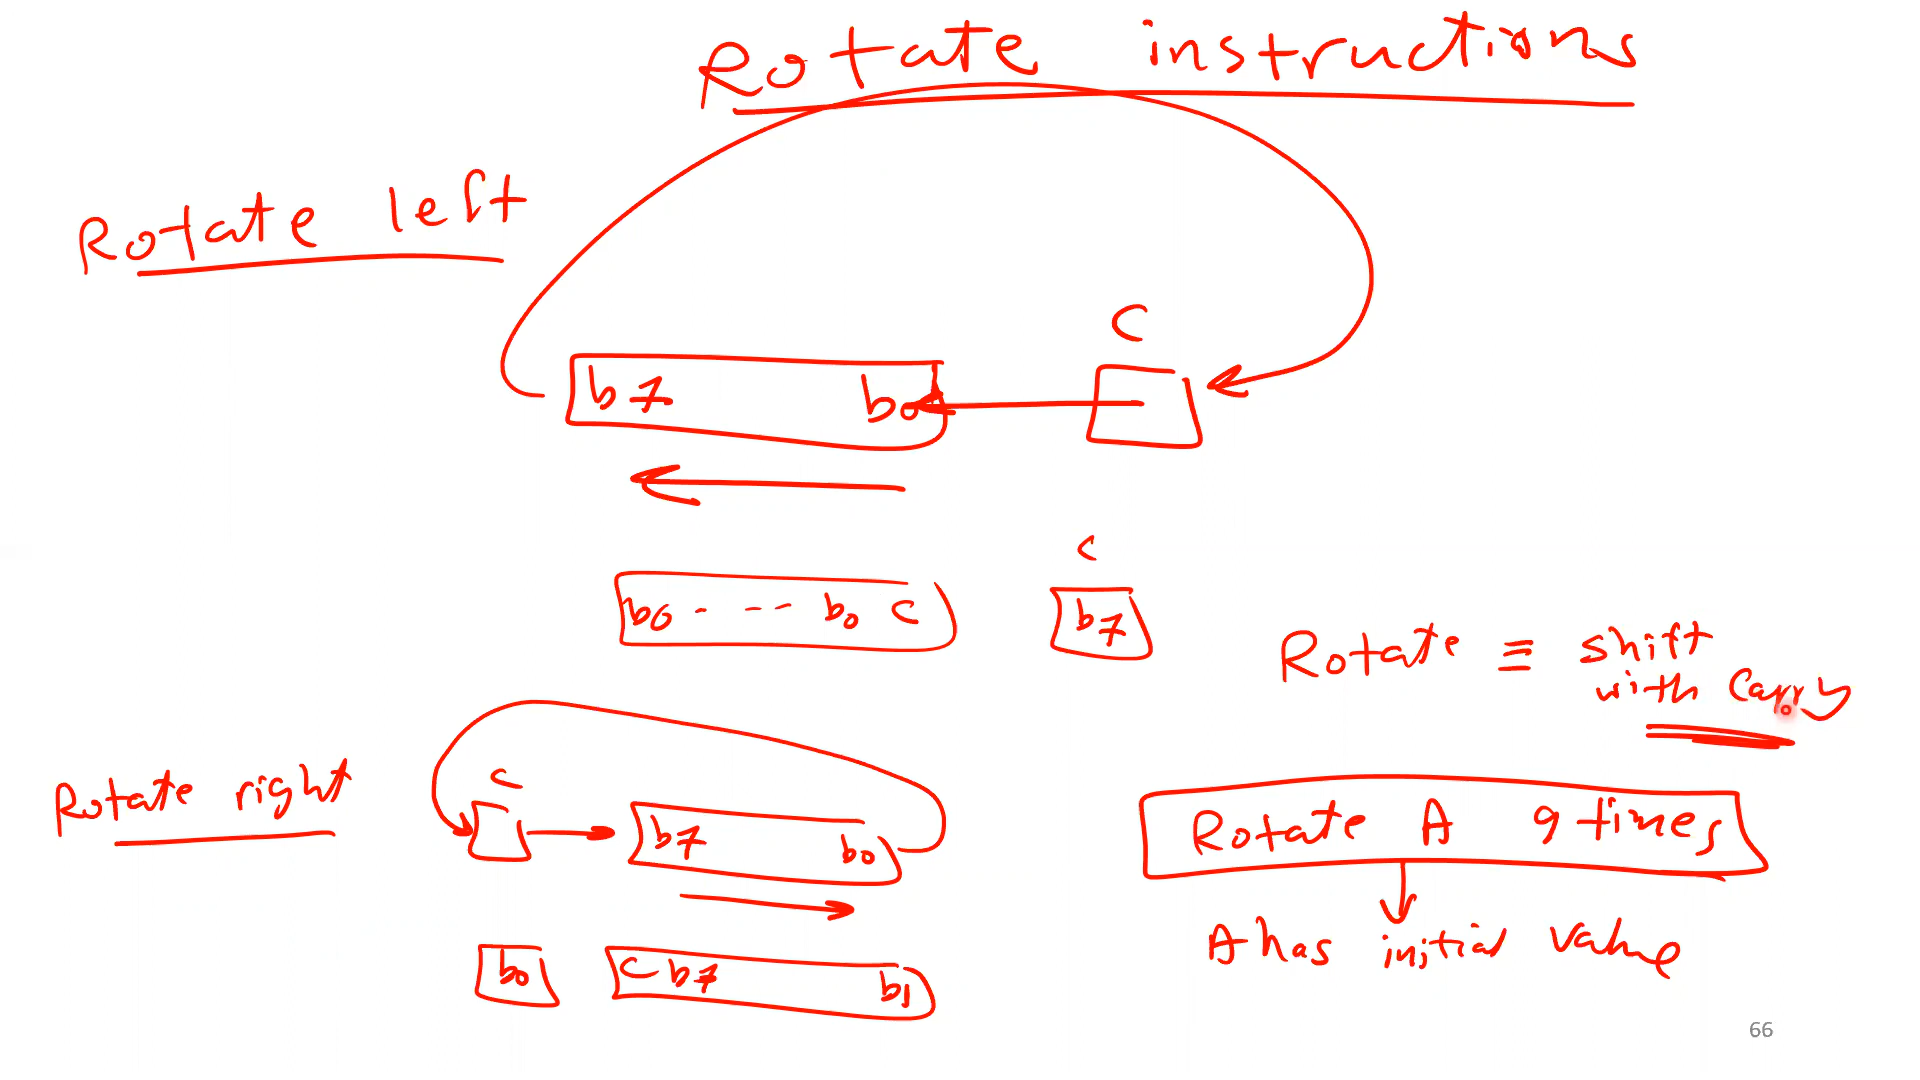 Rotate instructions
Rotate left
C
b7 b0
C
b6 - - - - b0 C
b7
Rotate ≡ shift
with Carry
Rotate right
C
b7 b0
Rotate A 9 times
A has initial value
b0
C b7 b1
66